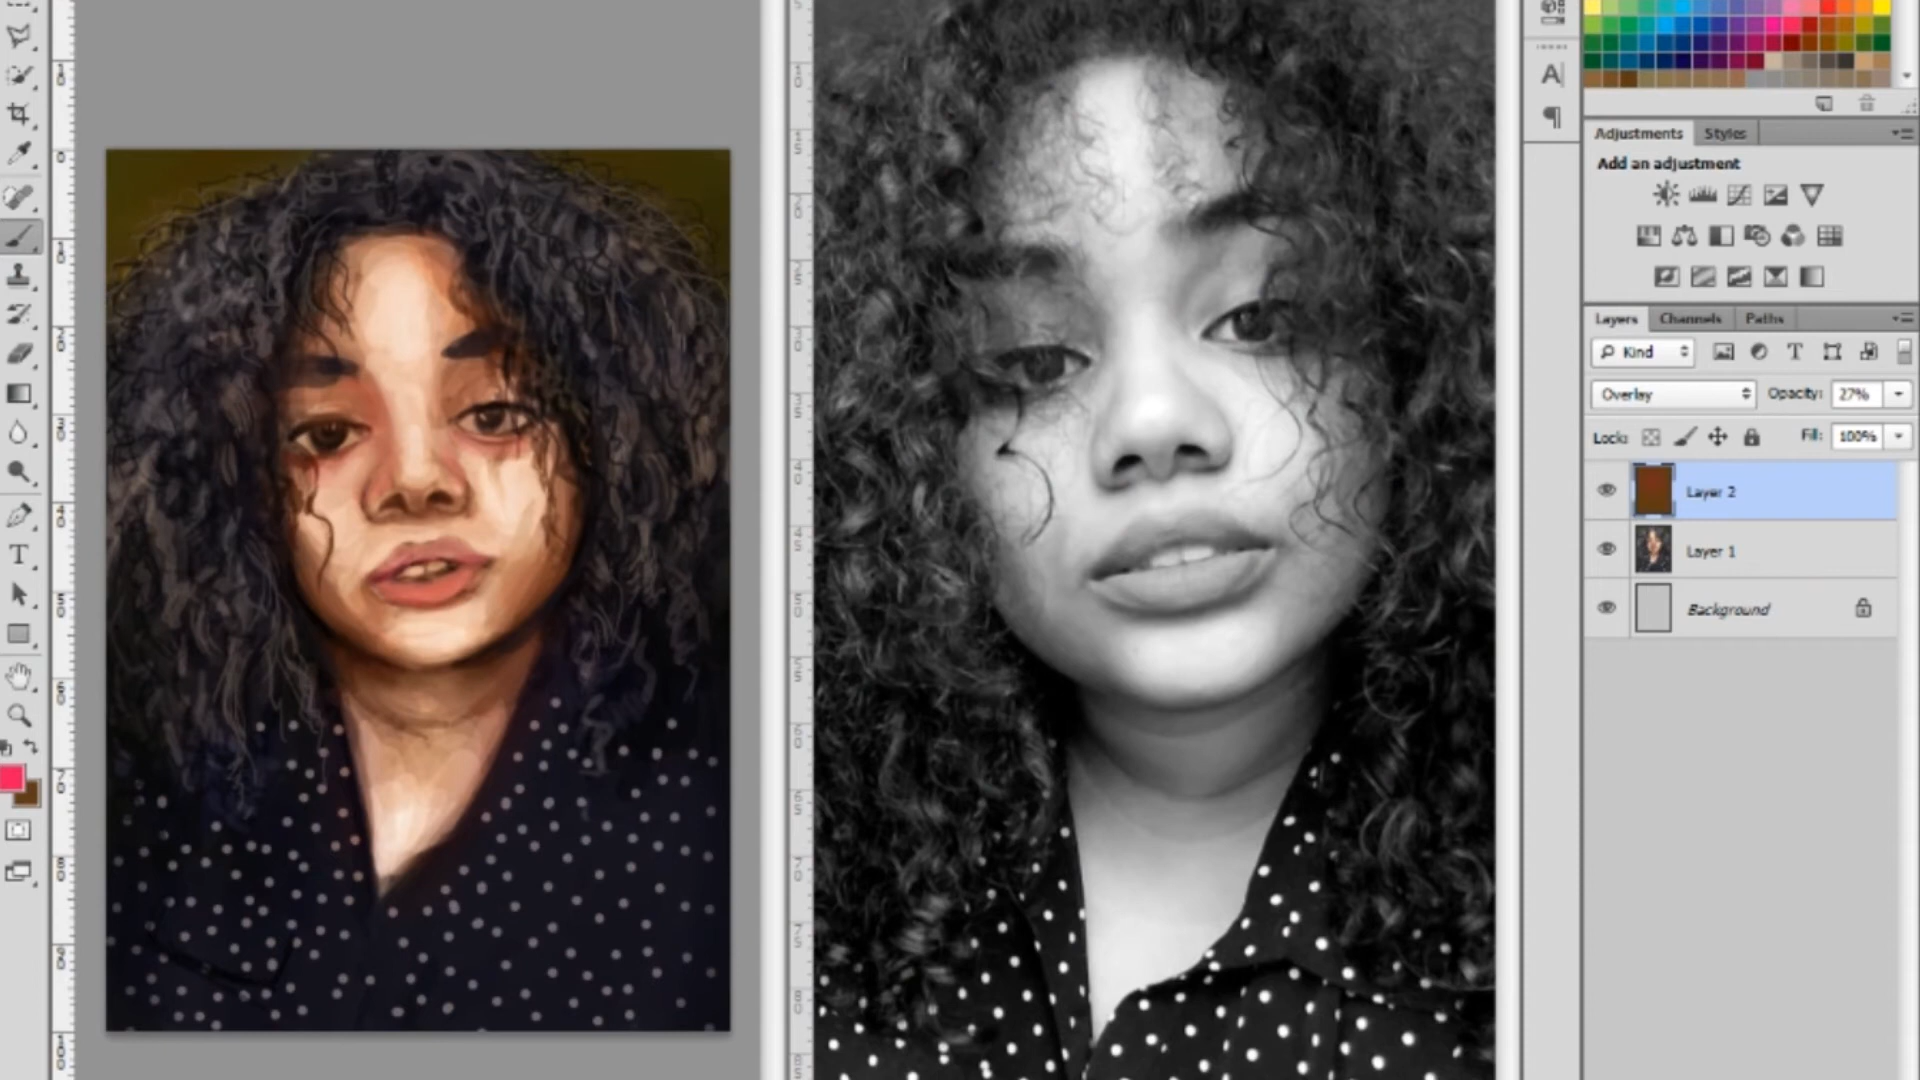 Adjustments Styles
Add an adjustment
Layers Channels Paths
Kind
Overlay Opacity: 27%
Lock: Fill: 100%
Layer 2
Layer 1
Background